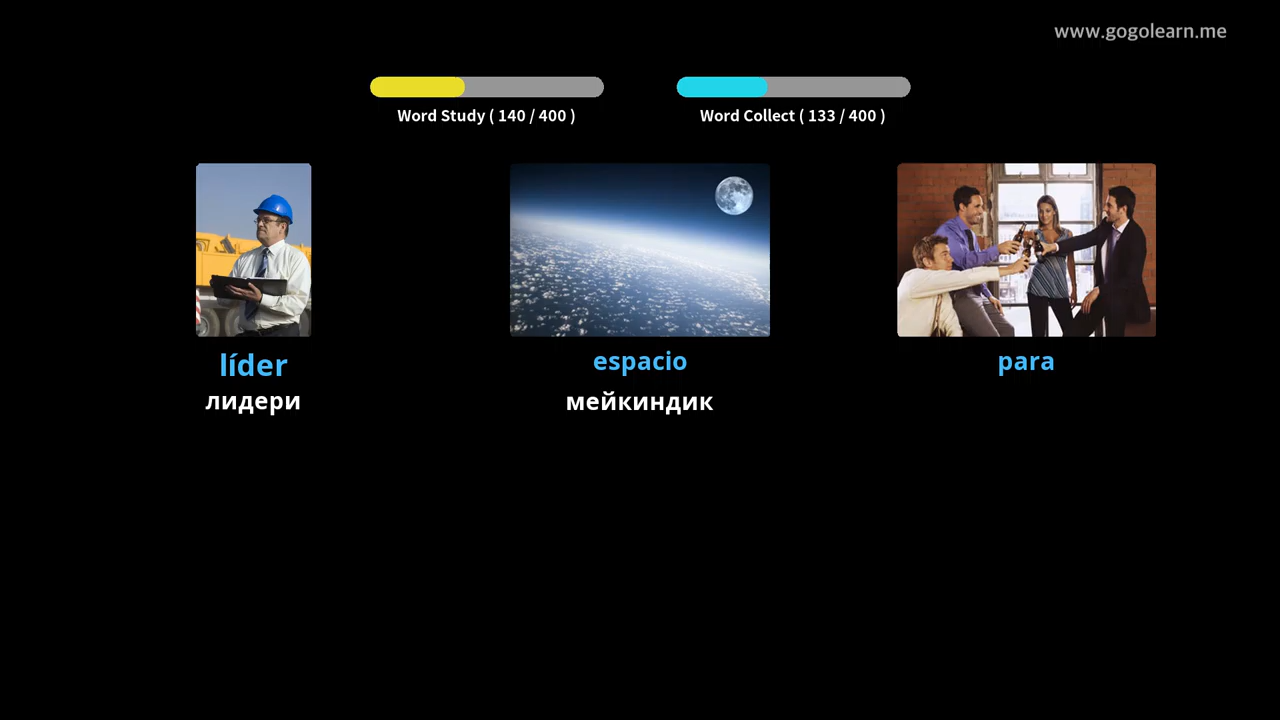 www.gogolearn.me
Word Study ( 140 / 400 )
Word Collect ( 133 / 400 )
líder
espacio
para
лидери
мейкиндик